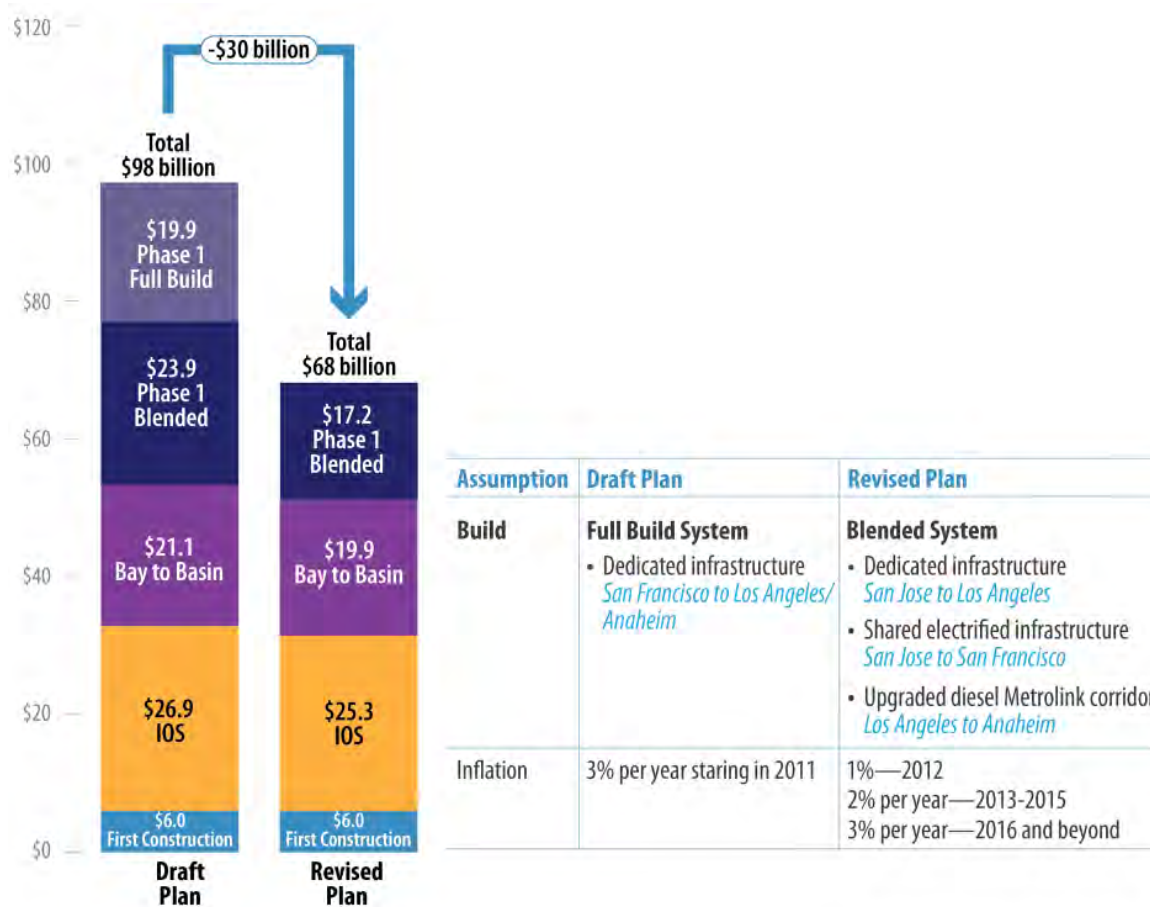 $120
-$30 billion
Total
$98 billion
$100
$19.9
Phase 1
Full Build
$80
Total
$68 billion
$23.9
Phase 1
Blended
$17.2
Phase 1
Blended
$60
$21.1
Bay to Basin
$19.9
Bay to Basin
$40
$26.9
IOS
$25.3
IOS
$20
$6.0
First Construction
$6.0
First Construction
$0
Draft
Plan
Revised
Plan
Assumption Draft Plan Revised Plan
Build
Full Build System
• Dedicated infrastructure
San Francisco to Los Angeles/
Anaheim
Blended System
• Dedicated infrastructure
San Jose to Los Angeles
• Shared electrified infrastructure
San Jose to San Francisco
• Upgraded diesel Metrolink corrido
Los Angeles to Anaheim
Inflation
3% per year staring in 2011
1%—2012
2% per year—2013-2015
3% per year—2016 and beyond